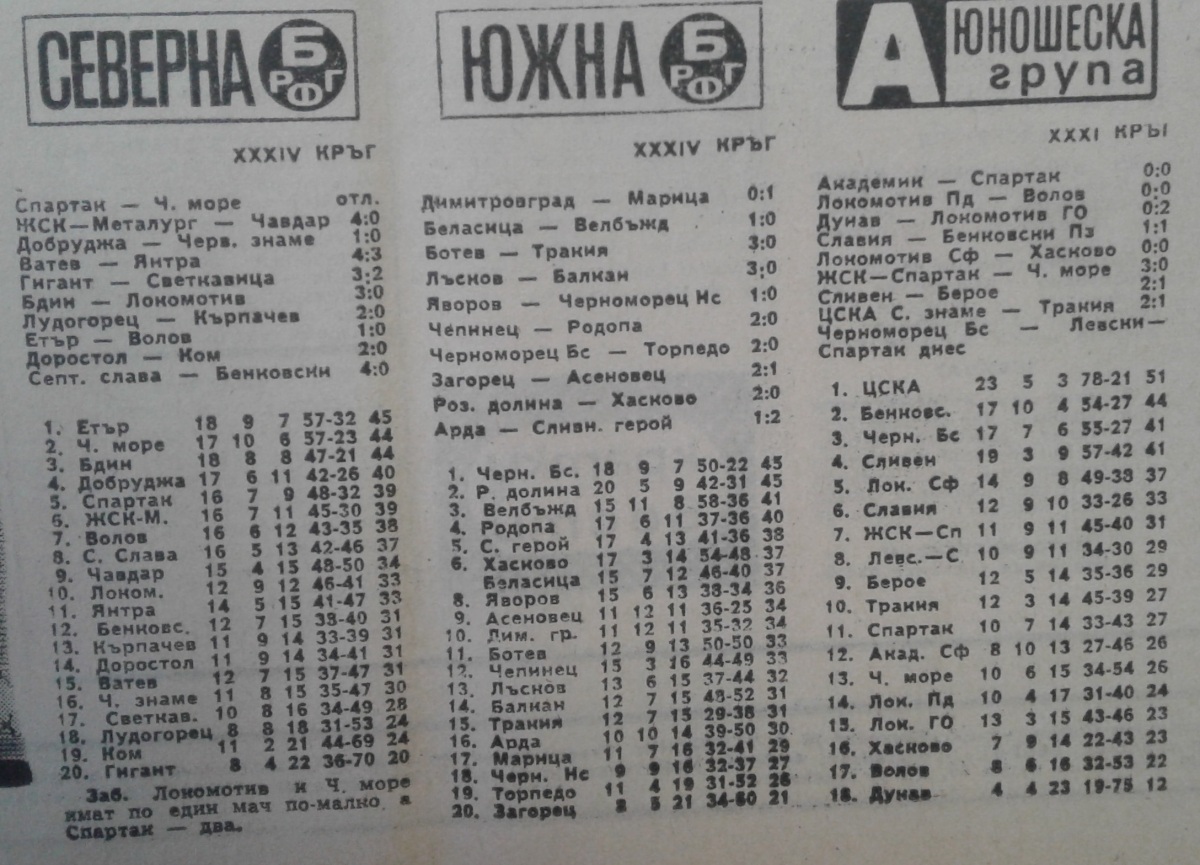 СЕВЕРНА Б РФГ
XXXIV КРЪГ
Спартак — Ч. море отл.
ЖСК—Металург — Чавдар 4:0
Добруджа — Черв. знаме 1:0
Ватев — Янтра 4:3
Гигант — Светкавица 3:2
Бдин — Локомотив 3:0
Лудогорец — Кърпачев 2:0
Етър — Волов 1:0
Доростол — Ком 2:0
Септ. слава — Бенковски 4:0
1. Етър 18 9 7 57-32 45
2. Ч. море 17 10 6 57-23 44
3. Бдин 18 8 8 47-21 44
4. Добруджа 17 6 11 42-26 40
5. Спартак 16 7 9 48-32 39
6. ЖСК-М. 16 7 11 45-30 39
7. Волов 16 6 12 43-35 38
8. С. Слава 16 5 13 42-46 37
9. Чавдар 15 4 15 48-50 34
10. Локом. 12 9 12 46-41 33
11. Янтра 14 5 15 41-47 33
12. Бенковс. 12 7 15 38-40 31
13. Кърпачев 11 9 14 33-39 31
14. Доростол 11 9 14 34-41 31
15. Ватев 12 7 15 37-47 31
16. Ч. знаме 11 8 15 35-47 30
17. Светкав. 10 8 16 34-49 28
18. Лудогорец 8 8 18 31-53 24
19. Ком 11 2 21 44-69 24
20. Гигант 8 4 22 36-70 20
Заб. Локомотив и Ч. море
имат по един мач по-малко, а
Спартак — два.
ЮЖНА Б РФГ
XXXIV КРЪГ
Димитровград — Марица 0:1
Беласица — Велбъжд 1:0
Ботев — Тракия 3:0
Лъсков — Балкан 3:0
Яворов — Черноморец Нс 1:0
Чепинец — Родопа 2:0
Черноморец Бс — Торпедо 2:0
Загорец — Асеновец 2:1
Роз. долина — Хасково 2:0
Арда — Сливн. герой 1:2
1. Черн. Бс. 18 9 7 50-22 45
2. Р. долина 20 5 9 42-31 45
3. Велбъжд 15 11 8 58-36 41
4. Родопа 17 6 11 37-36 40
5. С. герой 17 4 13 41-36 38
6. Хасково 17 3 14 54-48 37
Беласица 15 7 12 46-40 37
8. Яворов 15 6 13 38-34 36
9. Асеновец 11 12 11 36-25 34
10. Дим. гр. 11 12 11 35-32 34
11. Ботев 12 9 13 50-50 33
12. Чепинец 15 3 16 44-49 33
13. Лъсков 13 6 15 37-44 32
14. Балкан 12 7 15 48-52 31
15. Тракия 12 7 15 29-38 31
16. Арда 10 10 14 39-50 30
17. Марица 11 7 16 32-41 29
18. Черн. Нс 9 9 16 32-37 27
19. Торпедо 11 4 19 31-52 26
20. Загорец 8 5 21 34-60 21
А ЮНОШЕСКА
група
XXXI КРЪГ
Академик — Спартак 0:0
Локомотив Пд — Волов 0:0
Дунав — Локомотив ГО 0:2
Славия — Бенковски Пз 1:1
Локомотив Сф — Хасково 0:0
ЖСК—Спартак — Ч. море 3:0
Сливен — Берое 2:1
ЦСКА С. знаме — Тракия 2:1
Черноморец Бс — Левски—
Спартак днес
1. ЦСКА 23 5 3 78-21 51
2. Бенковс. 17 10 4 54-27 44
3. Черн. Бс 17 7 6 55-27 41
4. Сливен 19 3 9 57-42 41
5. Лок. Сф 14 9 8 49-38 37
6. Славия 12 9 10 33-26 33
7. ЖСК—Сп 11 9 11 45-40 31
8. Левс.—С 10 9 11 34-30 29
9. Берое 12 5 14 35-36 29
10. Тракия 12 3 14 45-39 27
11. Спартак 10 7 14 33-43 27
12. Акад. Сф 8 10 13 27-46 26
13. Ч. море 10 6 15 34-54 26
14. Лок. Пд 10 4 17 31-40 24
15. Лок. ГО 13 3 15 43-46 23
16. Хасково 7 9 14 22-43 23
17. Волов 8 6 16 32-53 22
18. Дунав 4 4 23 19-75 12